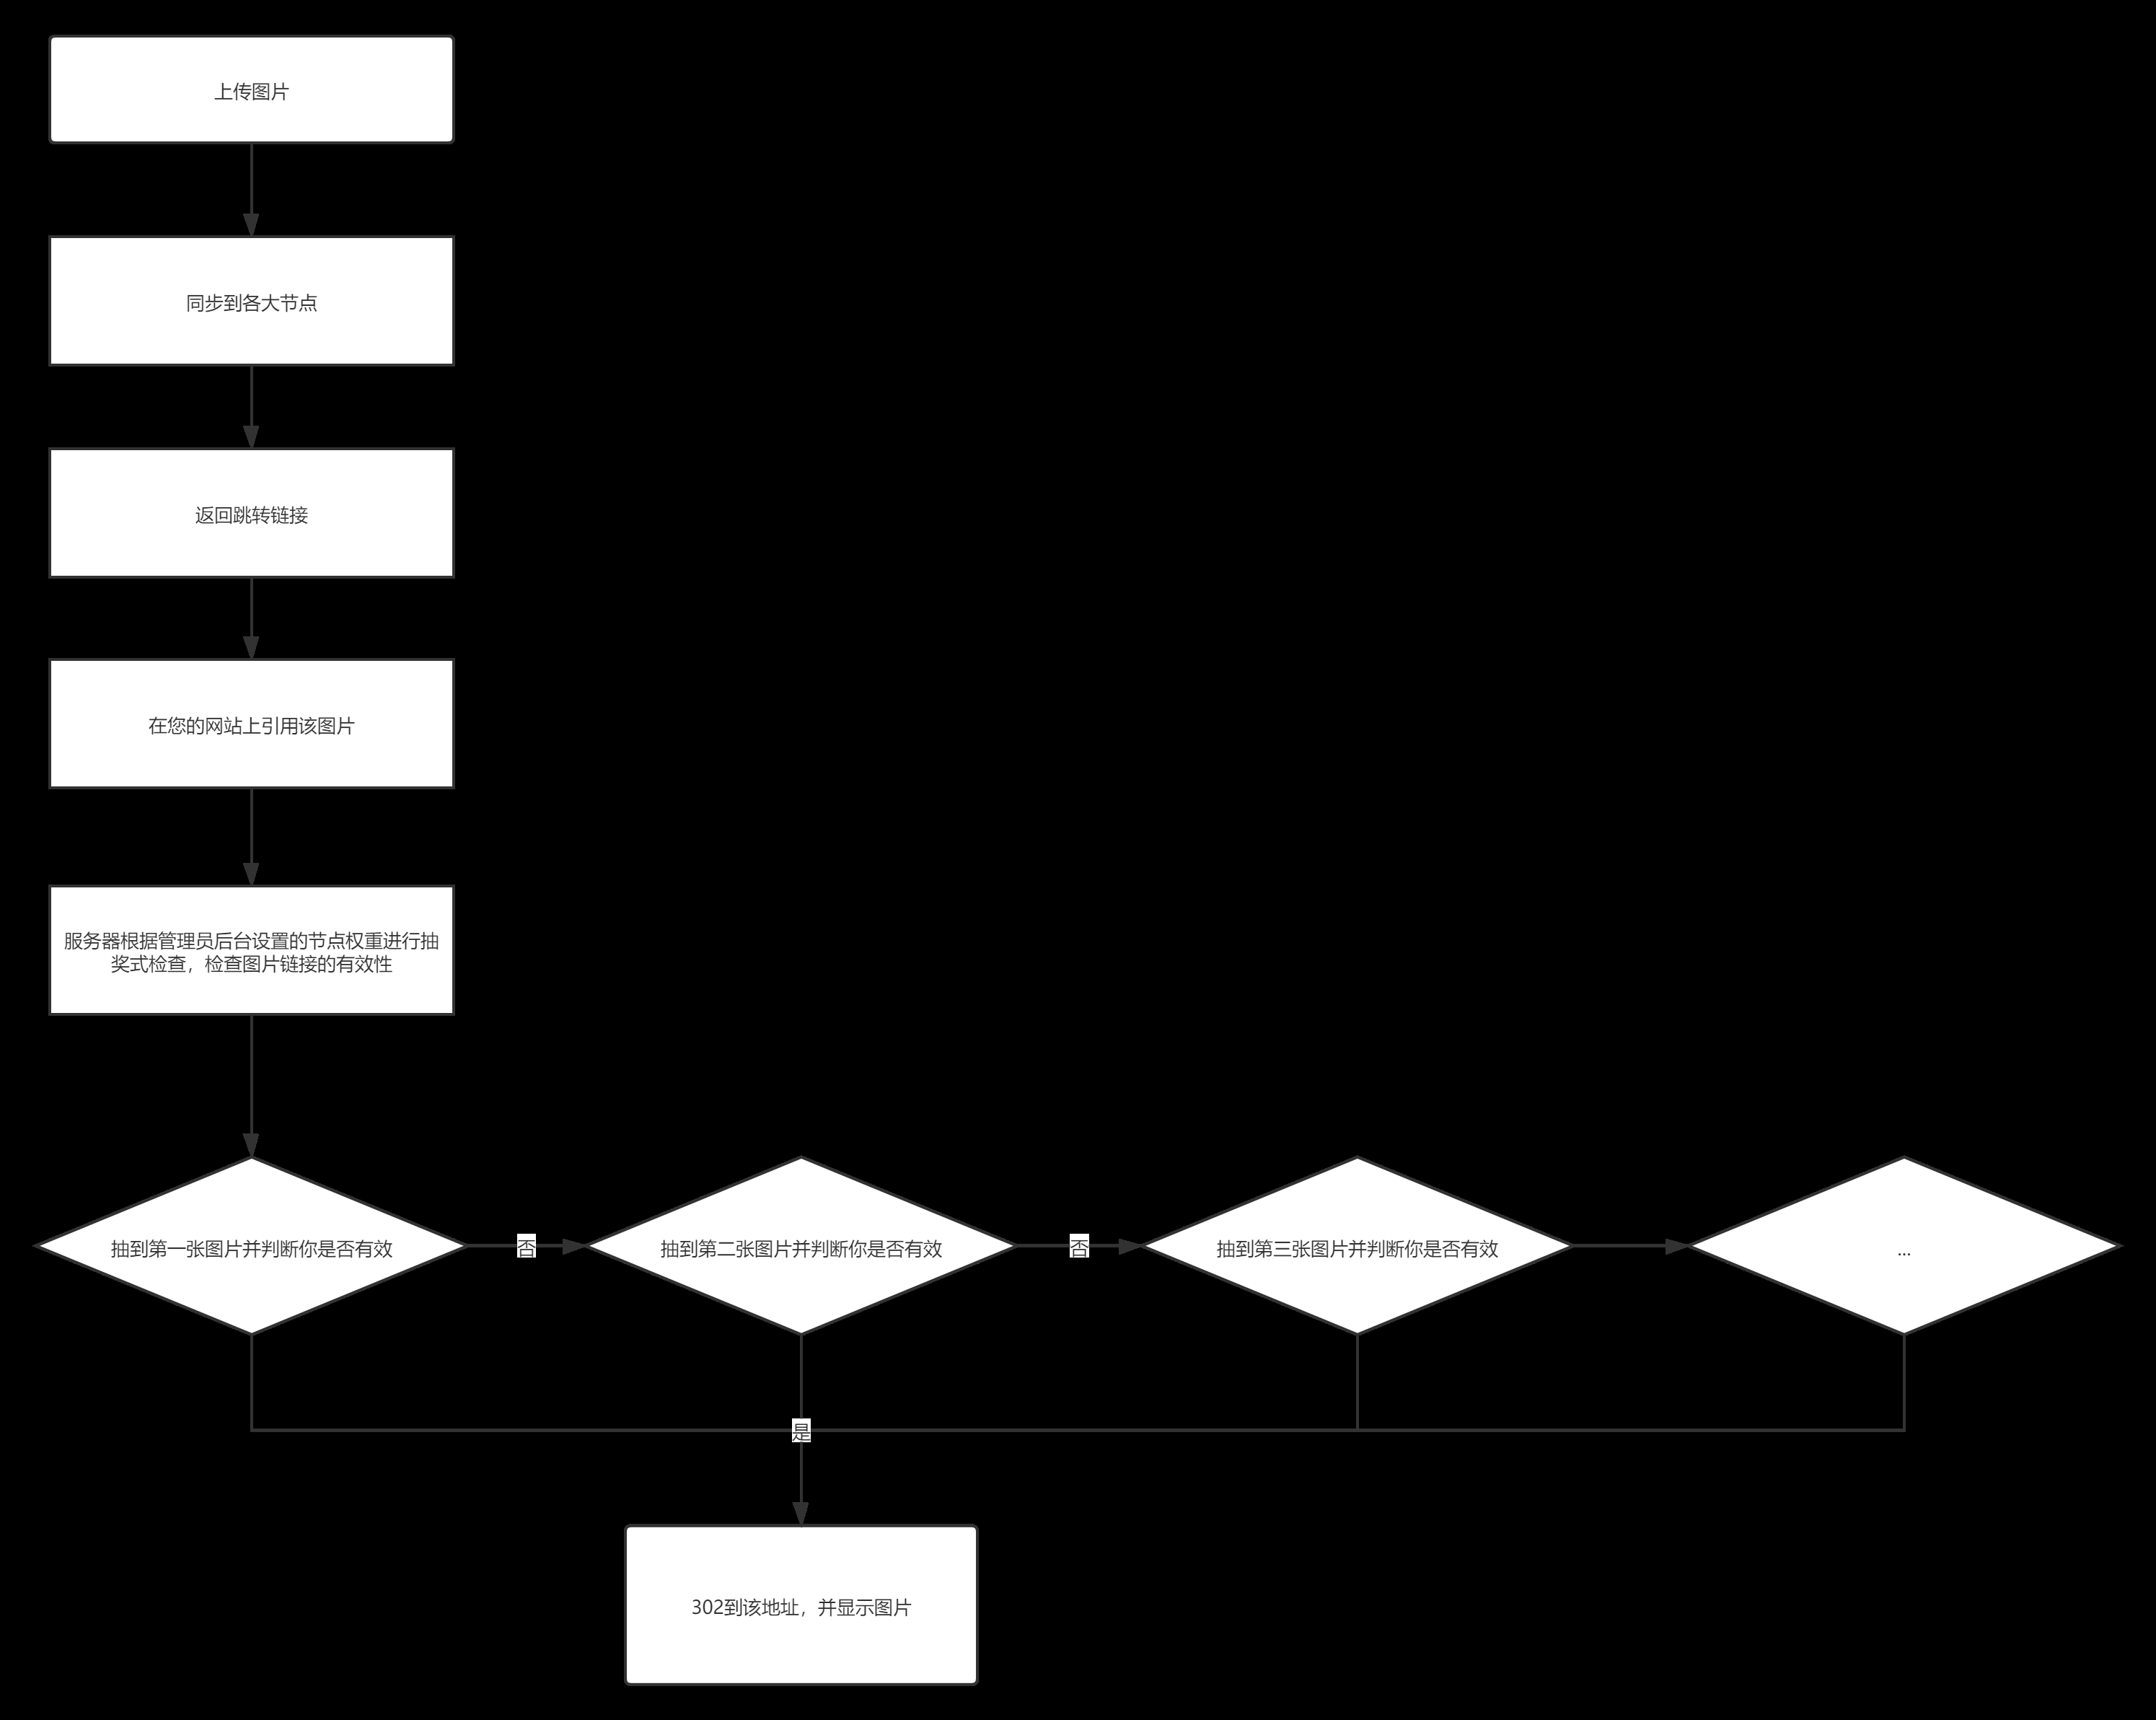 上传图片
同步到各大节点
返回跳转链接
在您的网站上引用该图片
服务器根据管理员后台设置的节点权重进行抽
奖式检查，检查图片链接的有效性
抽到第一张图片并判断你是否有效
否
抽到第二张图片并判断你是否有效
否
抽到第三张图片并判断你是否有效
...
是
302到该地址，并显示图片